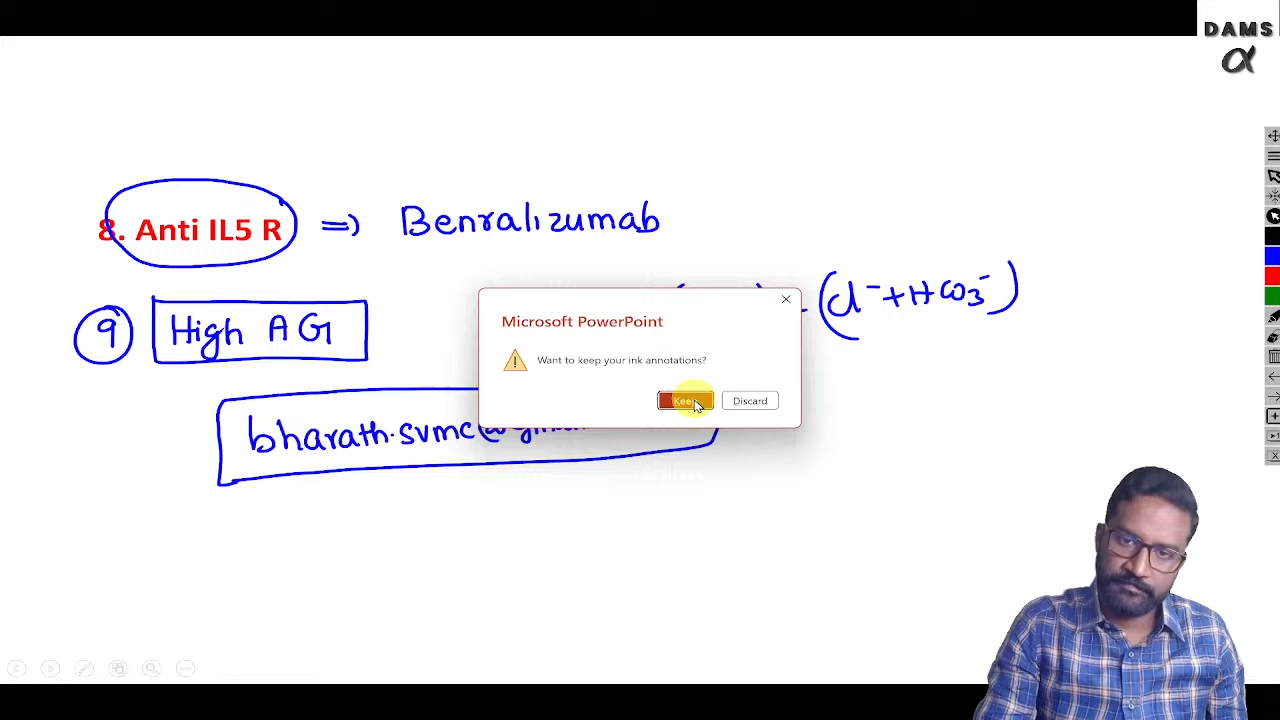 DAMS
α
8. Anti IL5 R ⇒ Benralizumab
9 High AG - (Cl⁻ + HCO₃⁻)
Microsoft PowerPoint
Want to keep your ink annotations?
Keep Discard
bharath.svmc@